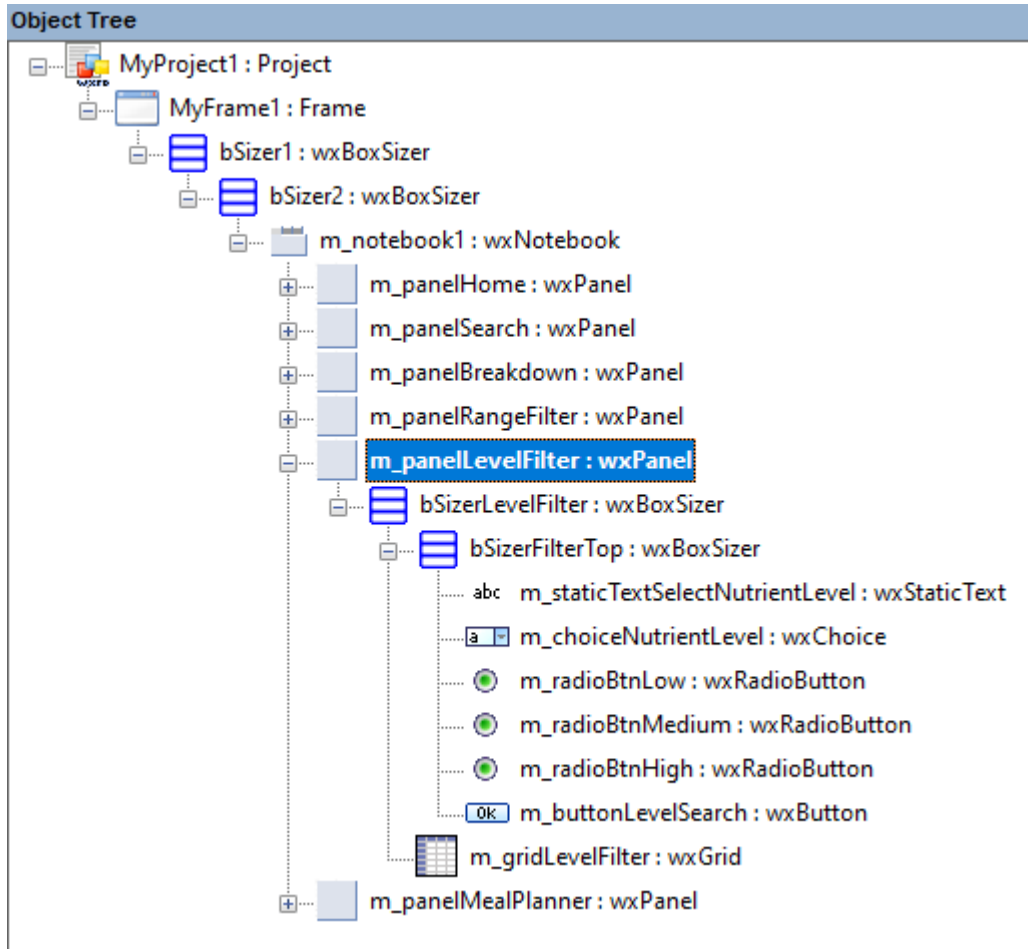 Object Tree
MyProject1 : Project
MyFrame1 : Frame
bSizer1 : wxBoxSizer
bSizer2 : wxBoxSizer
m_notebook1 : wxNotebook
m_panelHome : wxPanel
m_panelSearch : wxPanel
m_panelBreakdown : wxPanel
m_panelRangeFilter : wxPanel
m_panelLevelFilter : wxPanel
bSizerLevelFilter : wxBoxSizer
bSizerFilterTop : wxBoxSizer
abc m_staticTextSelectNutrientLevel : wxStaticText
a m_choiceNutrientLevel : wxChoice
m_radioBtnLow : wxRadioButton
m_radioBtnMedium : wxRadioButton
m_radioBtnHigh : wxRadioButton
OK m_buttonLevelSearch : wxButton
m_gridLevelFilter : wxGrid
m_panelMealPlanner : wxPanel